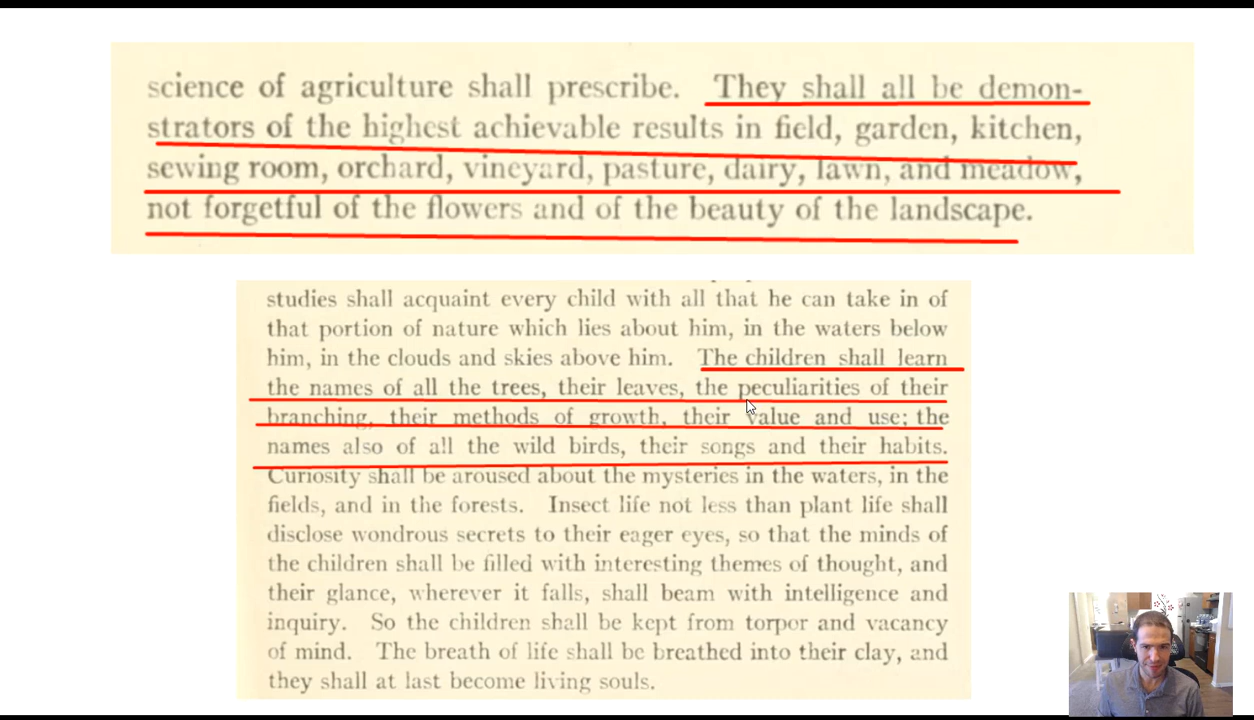 science of agriculture shall prescribe. They shall all be demon-
strators of the highest achievable results in field, garden, kitchen,
sewing room, orchard, vineyard, pasture, dairy, lawn, and meadow,
not forgetful of the flowers and of the beauty of the landscape.
studies shall acquaint every child with all that he can take in of
that portion of nature which lies about him, in the waters below
him, in the clouds and skies above him. The children shall learn
the names of all the trees, their leaves, the peculiarities of their
branching, their methods of growth, their value and use; the
names also of all the wild birds, their songs and their habits.
Curiosity shall be aroused about the mysteries in the waters, in the
fields, and in the forests. Insect life not less than plant life shall
disclose wondrous secrets to their eager eyes, so that the minds of
the children shall be filled with interesting themes of thought, and
their glance, wherever it falls, shall beam with intelligence and
inquiry. So the children shall be kept from torpor and vacancy
of mind. The breath of life shall be breathed into their clay, and
they shall at last become living souls.